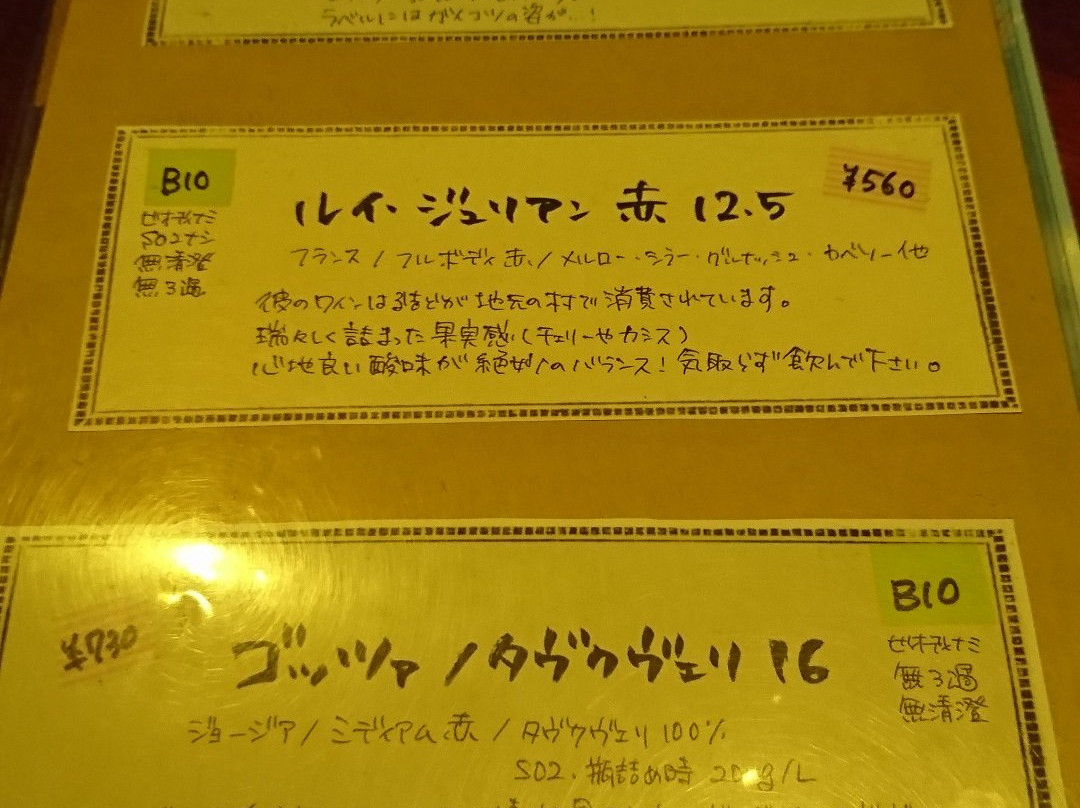 ラベルにはガイコツの姿が…!
BIO
ビオディナミ
SO2ナシ
無清澄
無ろ過
¥560
ルイ・ジュリアン 赤 12.5
フランス / フルボディ赤 / メルロー・シラー・グルナッシュ・カベソー他
彼のワインは殆どが地元の村で消費されています。
瑞々しく詰まった果実感(チェリーやカシス)
心地良い酸味が絶妙のバランス!気取らず飲んで下さい。
BIO
ビオディナミ
無ろ過
無清澄
¥730
ゴッツァ / タヴクヴェリ 16
ジョージア / ミディアム赤 / タヴクヴェリ 100%
SO2・瓶詰め時 20mg/L